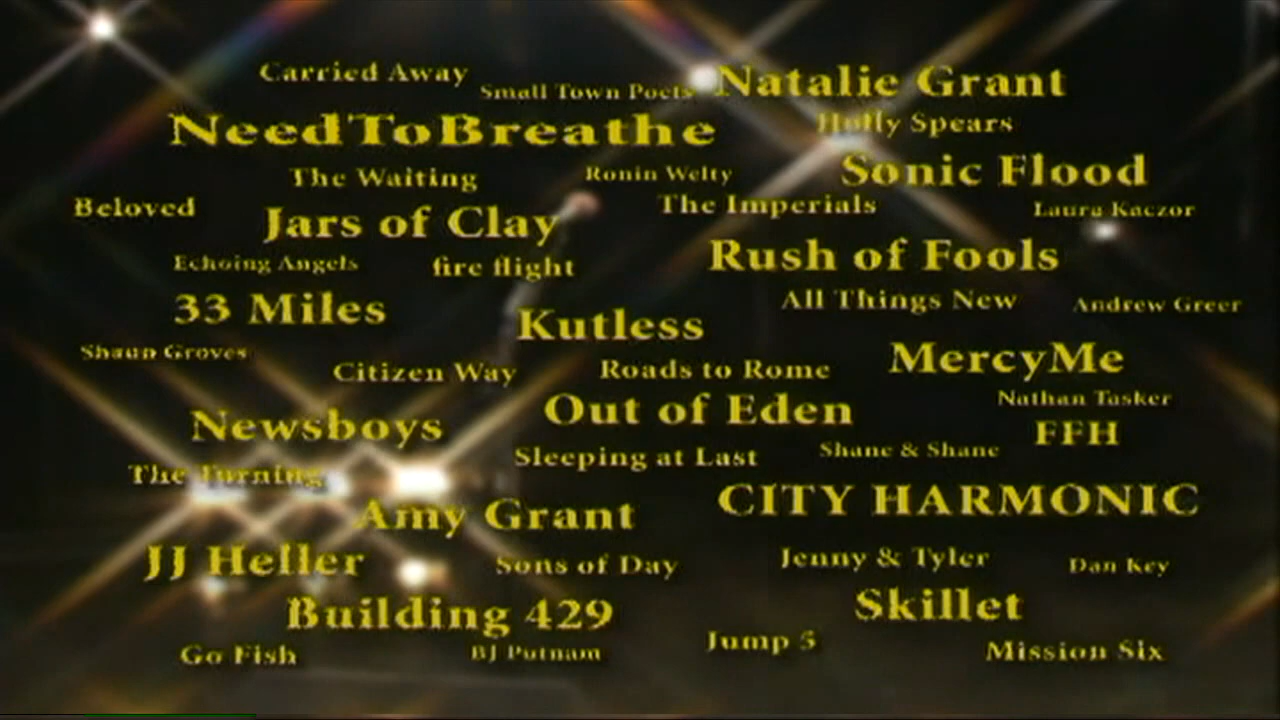 Carried Away
Small Town Poets
Natalie Grant
NeedToBreathe
Holly Spears
The Waiting
Ronin Welty
Sonic Flood
Beloved
Jars of Clay
The Imperials
Laura Kaczor
Echoing Angels
fire flight
Rush of Fools
33 Miles
Kutless
All Things New
Andrew Greer
Shaun Groves
Citizen Way
Roads to Rome
MercyMe
Newsboys
Out of Eden
Nathan Tasker
FFH
The Turning
Sleeping at Last
Shane & Shane
Amy Grant
CITY HARMONIC
JJ Heller
Sons of Day
Jenny & Tyler
Dan Key
Building 429
Skillet
Go Fish
BJ Putnam
Jump 5
Mission Six